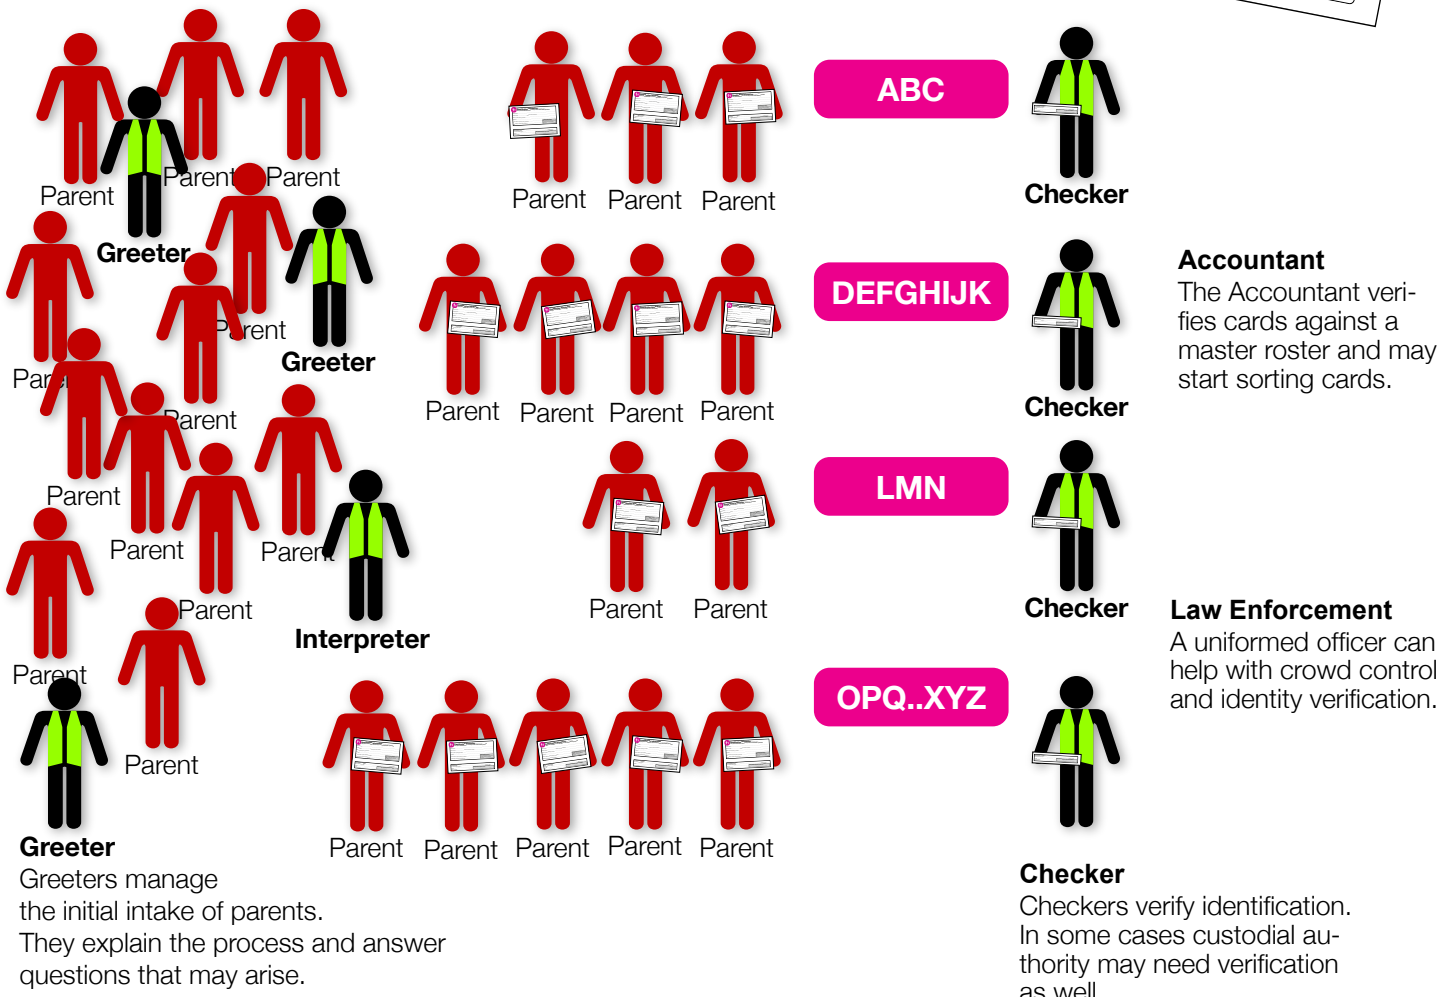 ABC
Parent Parent
Parent
Parent Parent Parent
Checker
Greeter
Accountant
The Accountant veri-
fies cards against a
master roster and may
start sorting cards.
DEFGHIJK
Parent
Greeter
Parent
Parent
Parent Parent Parent Parent
Checker
LMN
Parent
Parent
Parent
Parent
Parent Parent
Checker
Interpreter
Law Enforcement
A uniformed officer can
help with crowd control
and identity verification.
Parent
OPQ..XYZ
Parent
Greeter
Greeters manage
the initial intake of parents.
They explain the process and answer
questions that may arise.
Parent Parent Parent Parent Parent
Checker
Checkers verify identification.
In some cases custodial au-
thority may need verification
as well